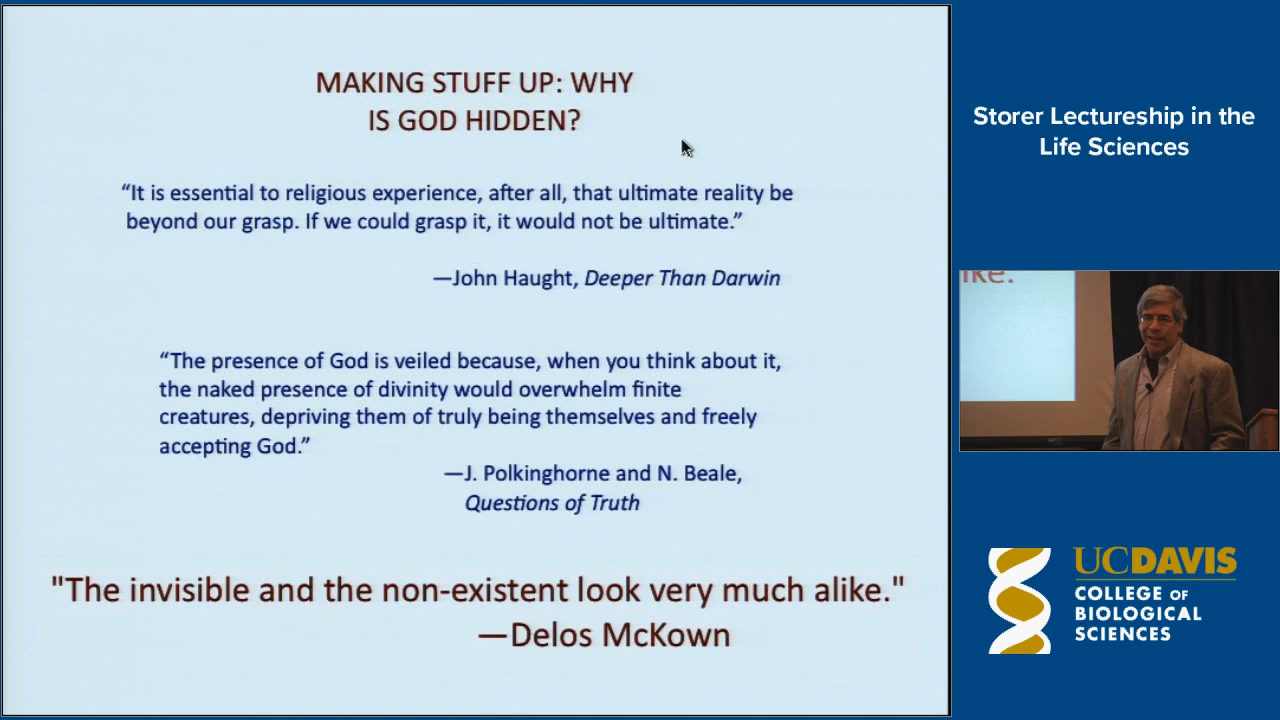 MAKING STUFF UP: WHY
IS GOD HIDDEN?
“It is essential to religious experience, after all, that ultimate reality be
beyond our grasp. If we could grasp it, it would not be ultimate.”
—John Haught, Deeper Than Darwin
“The presence of God is veiled because, when you think about it,
the naked presence of divinity would overwhelm finite
creatures, depriving them of truly being themselves and freely
accepting God.”
—J. Polkinghorne and N. Beale,
Questions of Truth
"The invisible and the non-existent look very much alike."
—Delos McKown
Storer Lectureship in the
Life Sciences
ike.
UCDAVIS
COLLEGE OF
BIOLOGICAL
SCIENCES